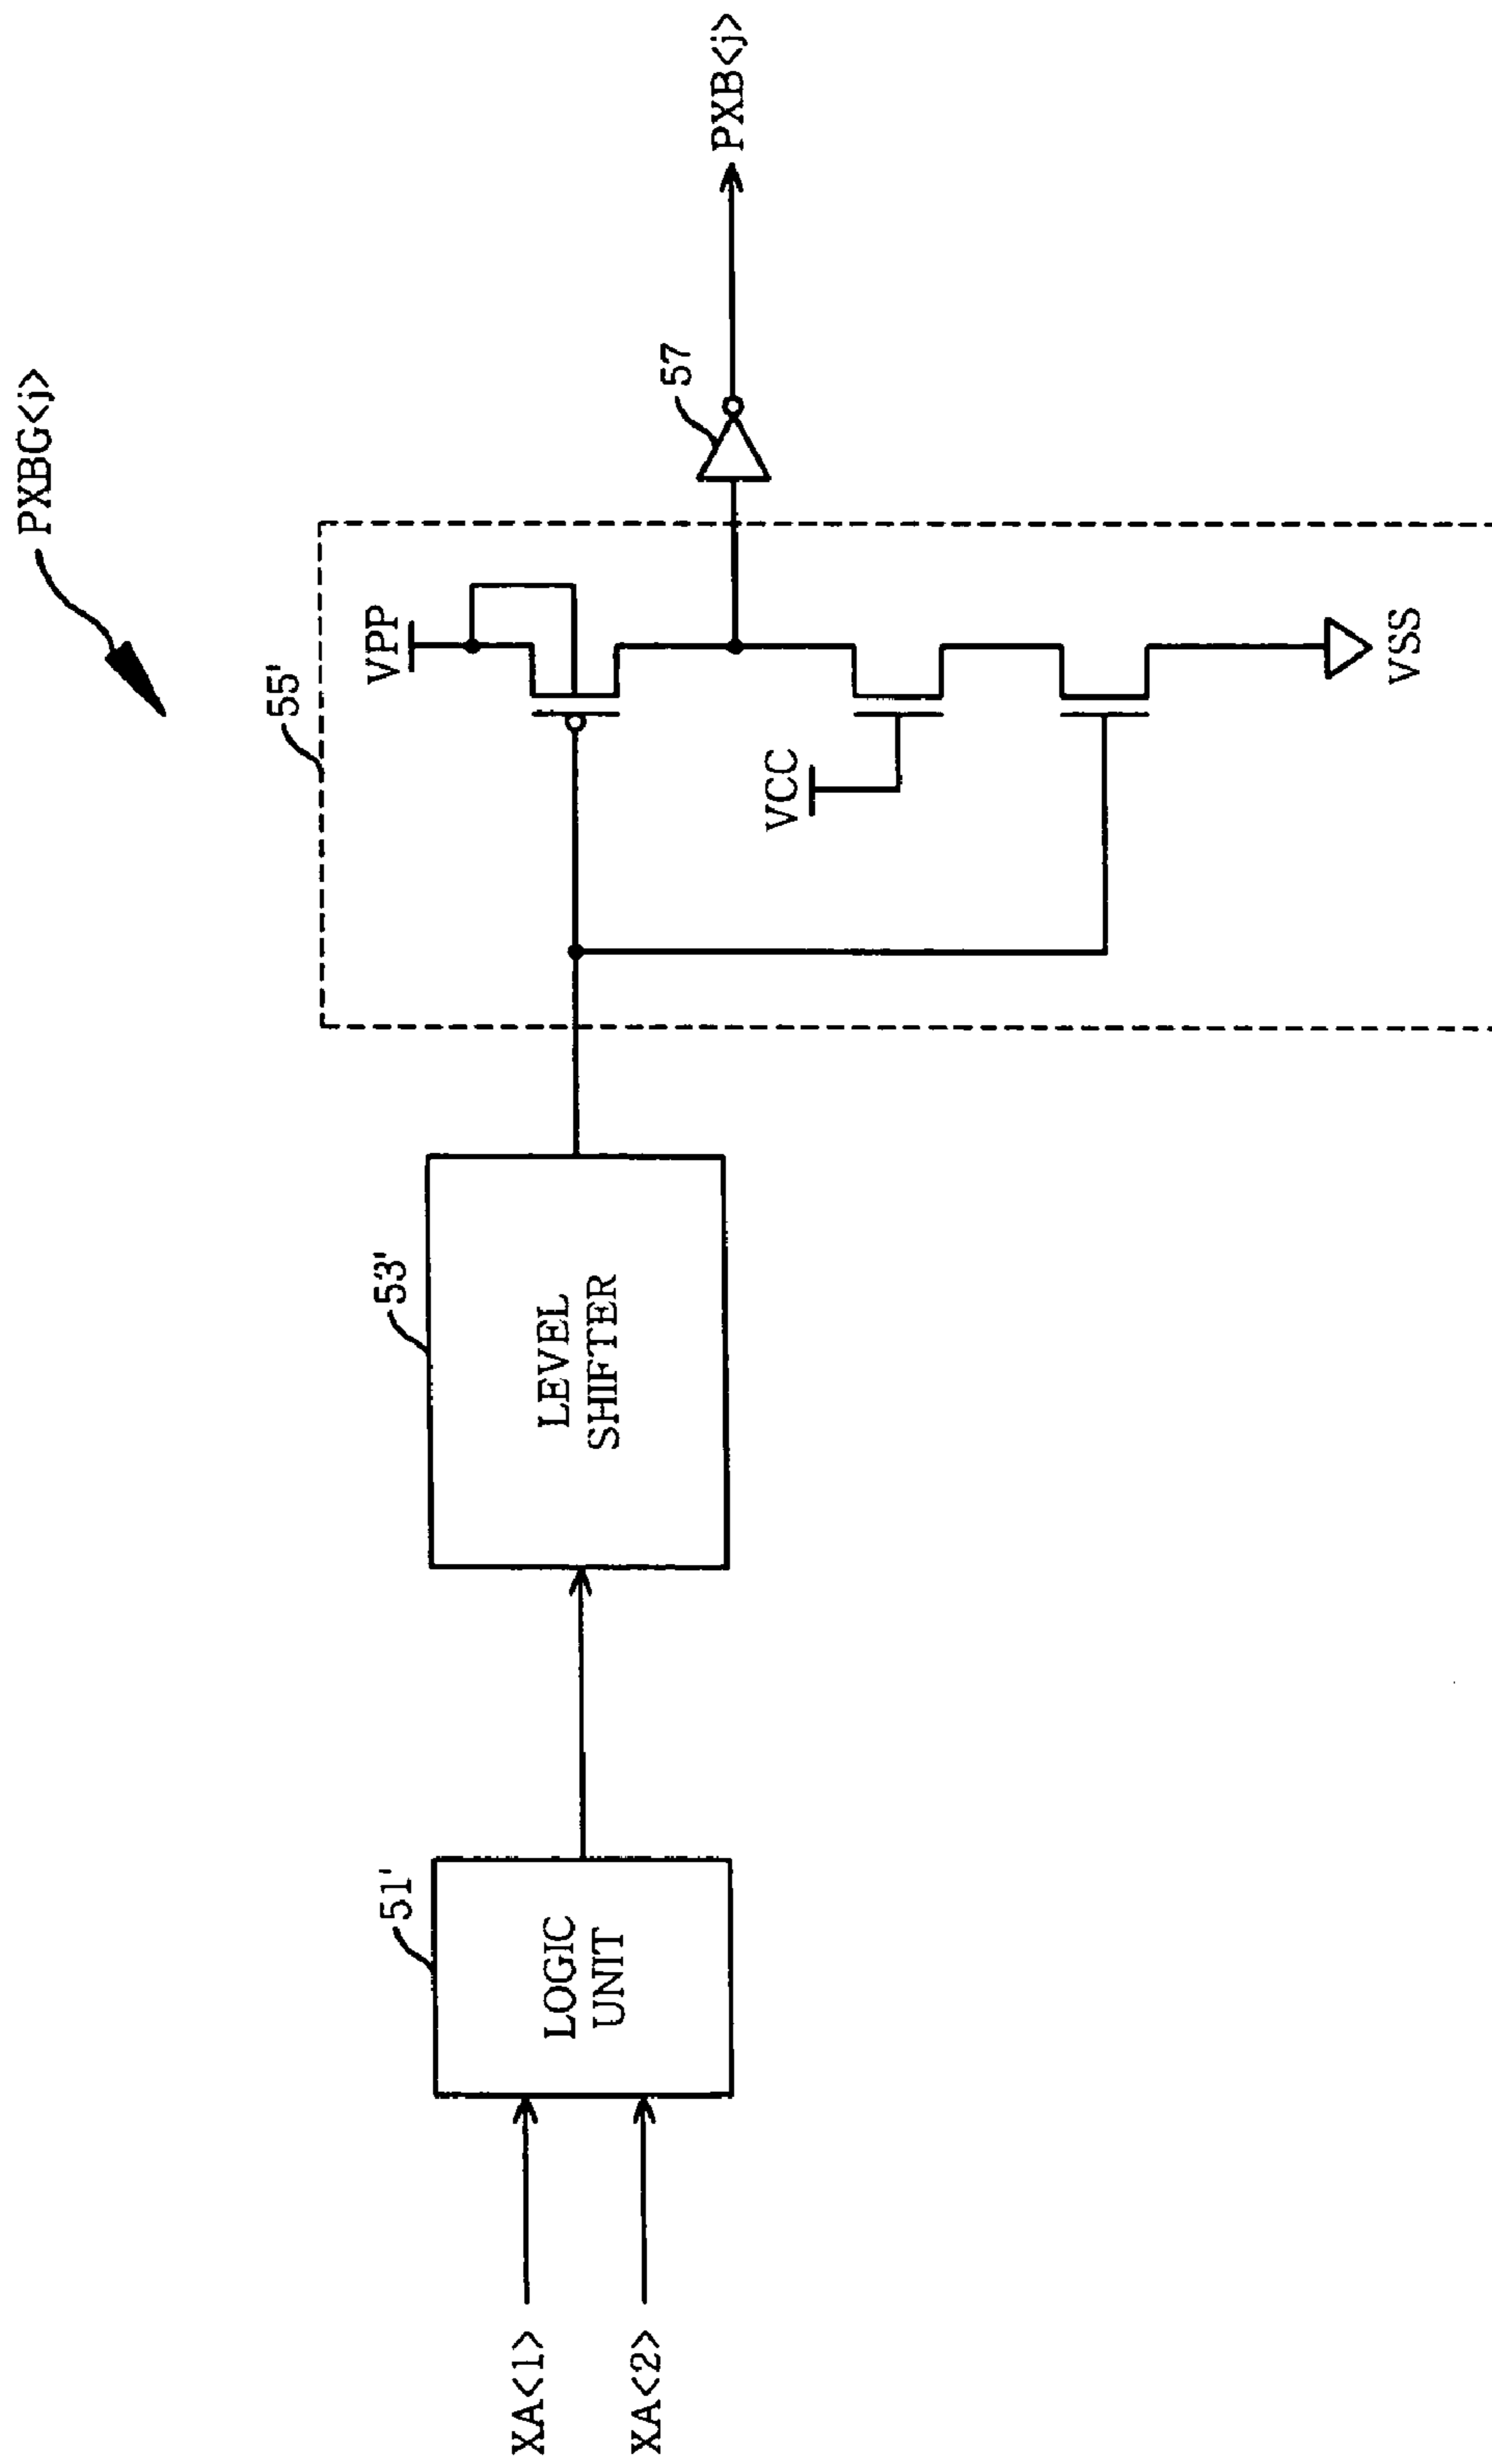 PXBG<j>
55'
VPP
57
PXB<j>
VCC
VSS
53'
LEVEL
SHIFTER
51'
LOGIC
UNIT
XA<1>
XA<2>